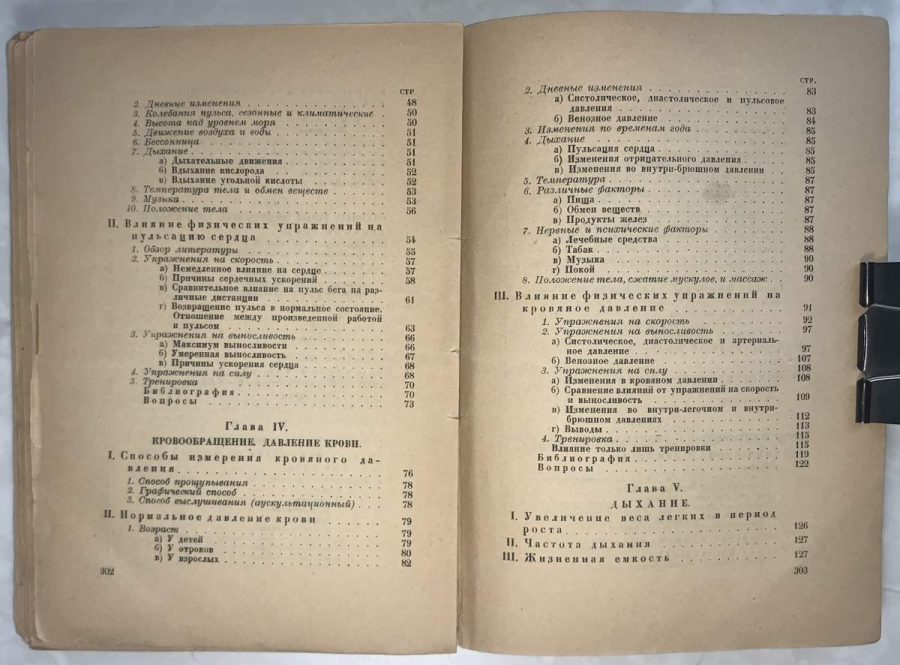 СТР
2. Дневные изменения . . . 48
3. Колебания пульса, сезонные и климатические . . . 50
4. Высота над уровнем моря . . . 50
5. Движение воздуха и воды . . . 51
6. Бессонница . . . 51
7. Дыхание . . . 51
а) Дыхательные движения . . . 51
б) Вдыхание кислорода . . . 52
в) Вдыхание угольной кислоты . . . 52
8. Температура тела и обмен веществ . . . 53
9. Музыка . . . 53
10. Положение тела . . . 56
II. Влияние физических упражнений на
пульсацию сердца . . . 54
1. Обзор литературы . . . 55
2. Упражнения на скорость . . . 57
а) Немедленное влияние на сердце . . . 57
б) Причины сердечных ускорений . . . 58
в) Сравнительное влияние на пульс бега на раз-
личные дистанции . . . 61
г) Возвращение пульса в нормальное состояние.
Отношение между произведенной работой
и пульсом . . . 63
3. Упражнения на выносливость . . . 66
а) Максимум выносливости . . . 66
б) Умеренная выносливость . . . 67
в) Причины ускорения сердца . . . 68
4. Упражнения на силу . . . 68
5. Тренировка . . . 70
Библиография . . . 70
Вопросы . . . 73
Глава IV.
КРОВООБРАЩЕНИЕ. ДАВЛЕНИЕ КРОВИ.
I. Способы измерения кровяного да-
вления . . . 76
1. Способ прощупывания . . . 78
2. Графический способ . . . 78
3. Способ выслушивания (аускультационный) . . . 78
II. Нормальное давление крови . . . 79
1. Возраст . . . 79
а) У детей . . . 79
б) У отроков . . . 80
в) У взрослых . . . 82
302
СТР.
2. Дневные изменения . . . 83
а) Систолическое, диастолическое и пульсовое
давления . . . 83
б) Венозное давление . . . 84
3. Изменения по временам года . . . 85
4. Дыхание . . . 85
а) Пульсация сердца . . . 85
б) Изменения отрицательного давления . . . 85
в) Изменения во внутри-брюшном давлении . . . 85
5. Температура . . . 87
6. Различные факторы . . . 87
а) Пища . . . 87
б) Обмен веществ . . . 87
в) Продукты желез . . . 87
7. Нервные и психические факторы . . . 88
а) Лечебные средства . . . 88
б) Табак . . . 88
в) Музыка . . . 90
г) Покой . . . 90
8. Положение тела, сжатие мускулов, и массаж . . . 90
III. Влияние физических упражнений на
кровяное давление . . . 91
1. Упражнения на скорость . . . 92
2. Упражнения на выносливость . . . 97
а) Систолическое, диастолическое и артериаль-
ное давление . . . 97
б) Венозное давление . . . 107
3. Упражнения на силу . . . 108
а) Изменения в кровяном давлении . . . 108
б) Сравнение влияний от упражнений на скорость
и выносливость . . . 109
в) Изменения во внутри-легочном и внутри-
брюшном давлениях . . . 112
г) Выводы . . . 113
4. Тренировка . . . 115
Влияние только лишь тренировки . . . 115
Библиография . . . 119
Вопросы . . . 122
Глава V.
ДЫХАНИЕ.
I. Увеличение веса легких в период
роста . . . 126
II. Частота дыхания . . . 127
III. Жизненная емкость . . . 127
303